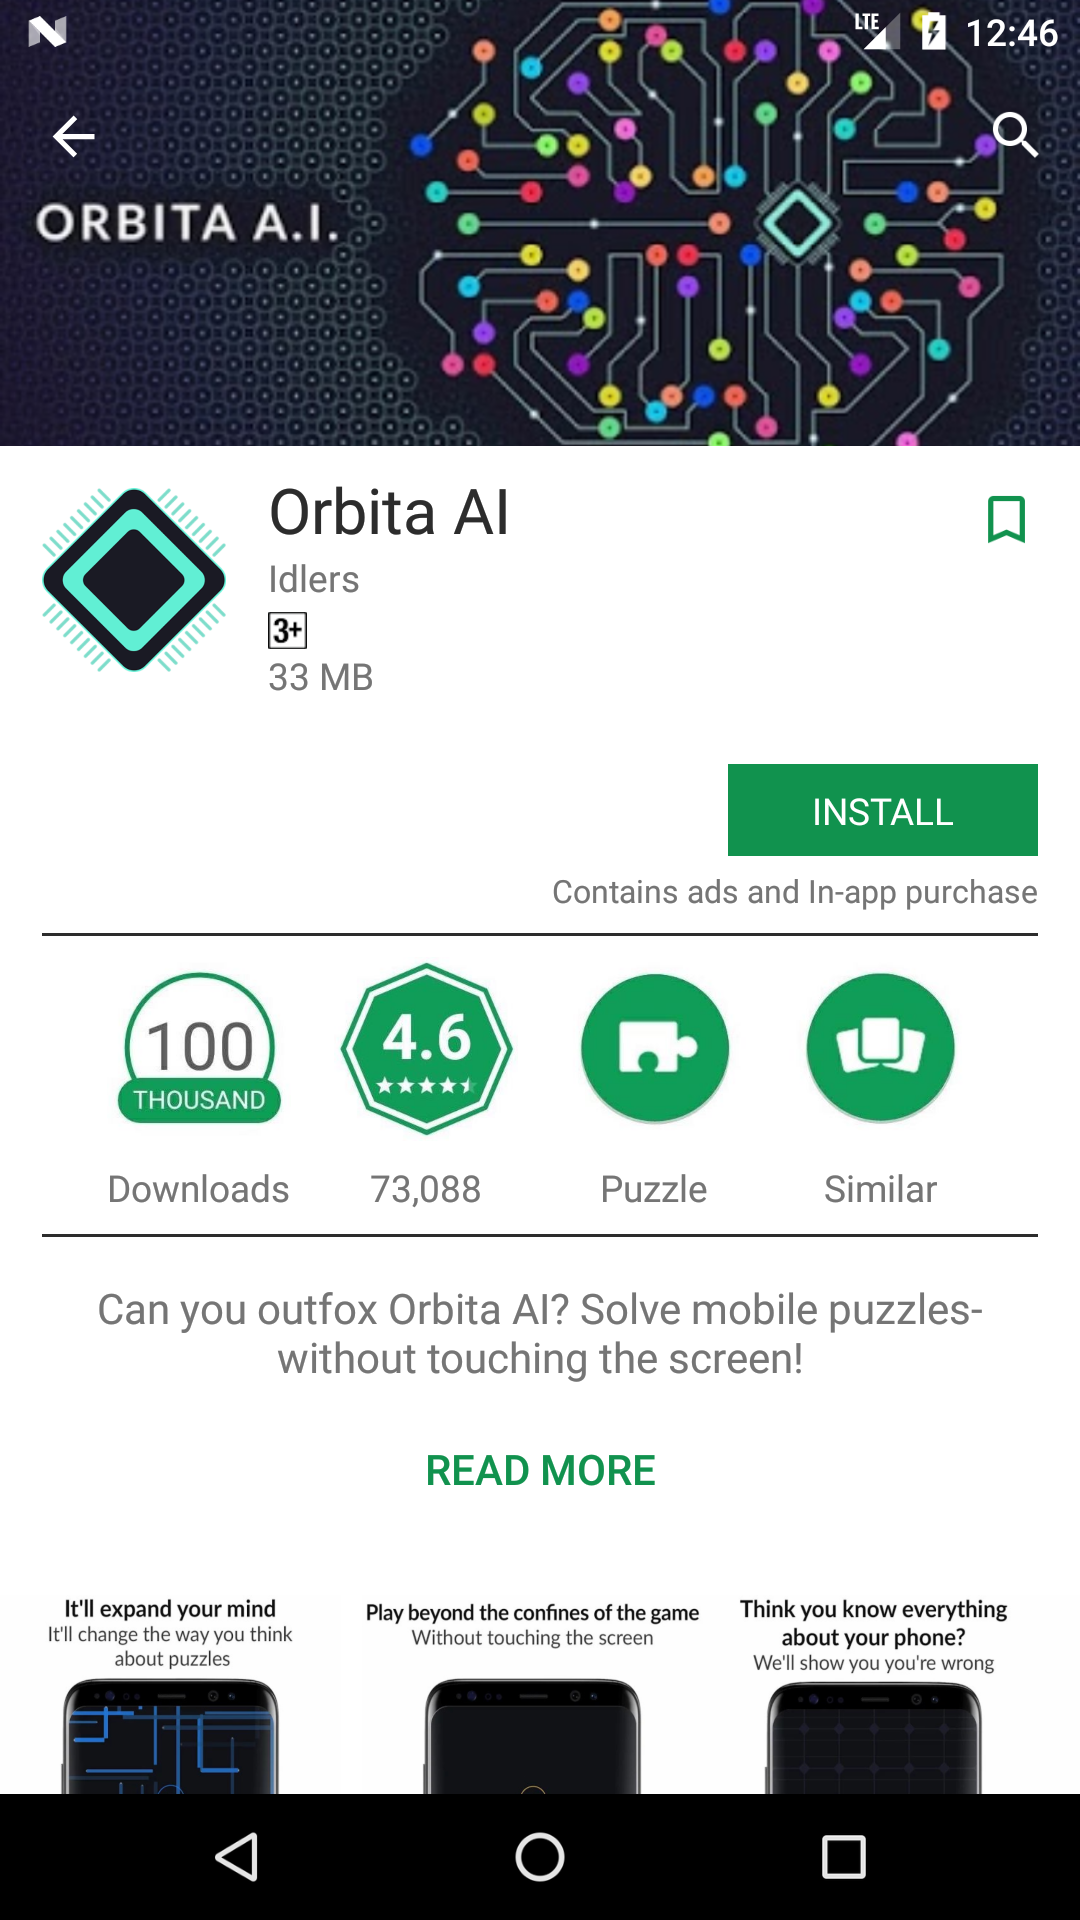 LTE 12:46
ORBITA A.I.
Orbita AI
Idlers
3+
33 MB
INSTALL
Contains ads and In-app purchase
100
THOUSAND
4.6
Downloads
73,088
Puzzle
Similar
Can you outfox Orbita AI? Solve mobile puzzles-
without touching the screen!
READ MORE
It'll expand your mind
It'll change the way you think
about puzzles
Play beyond the confines of the game
Without touching the screen
Think you know everything
about your phone?
We'll show you you're wrong